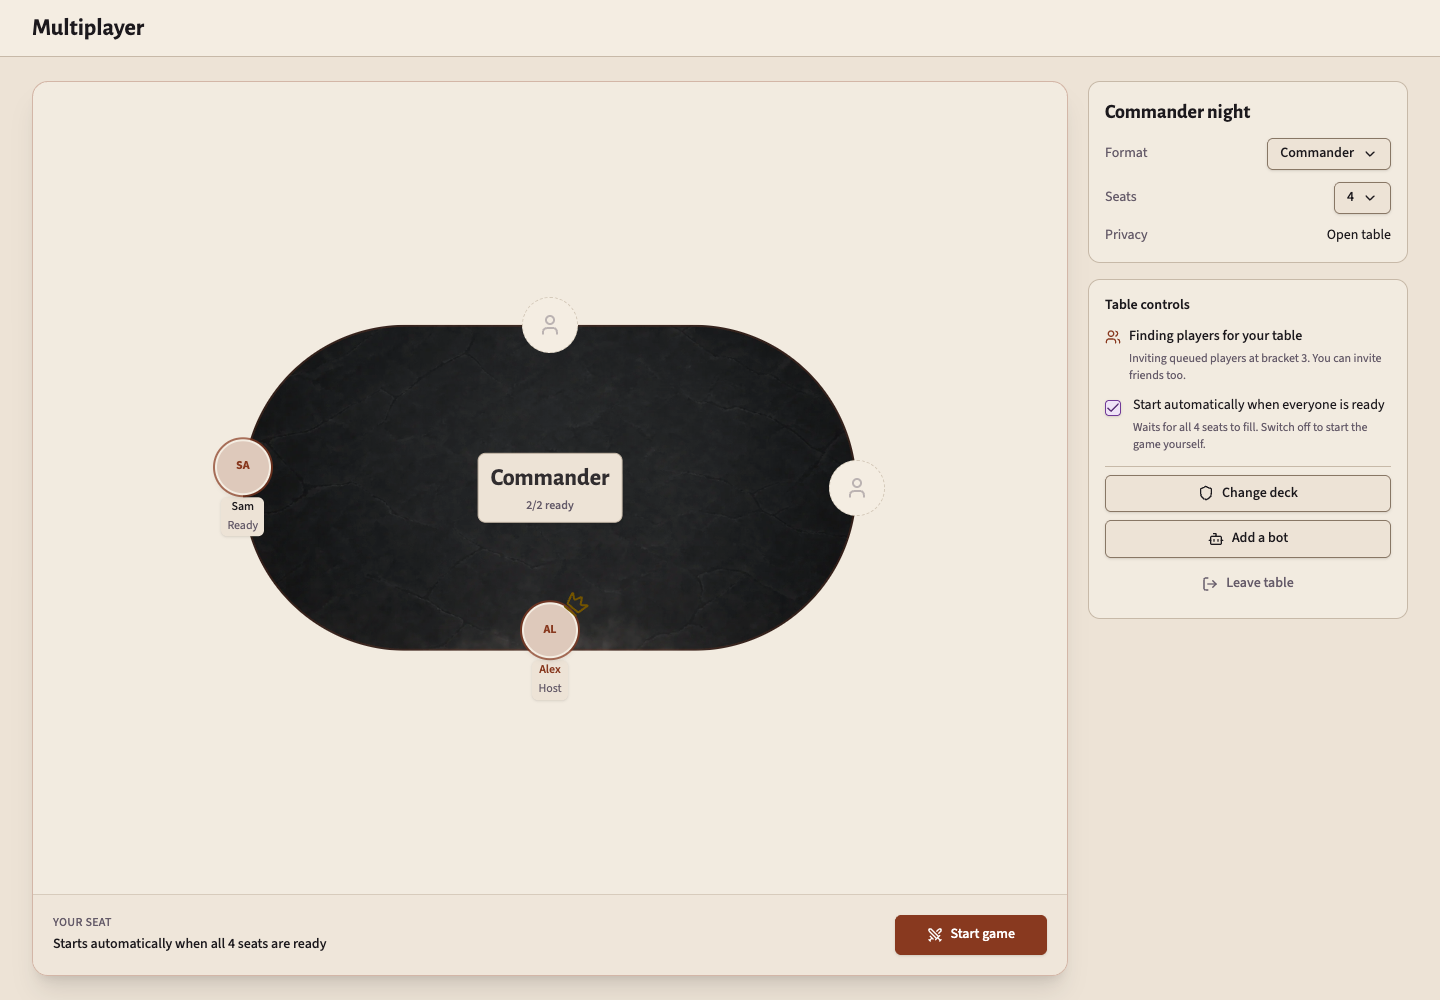 Multiplayer
Commander night
Format
Commander
Seats
4
Privacy
Open table
Table controls
Finding players for your table
Inviting queued players at bracket 3. You can invite
friends too.
Start automatically when everyone is ready
Waits for all 4 seats to fill. Switch off to start the
game yourself.
Change deck
Add a bot
Leave table
SA
Sam
Ready
Commander
2/2 ready
AL
Alex
Host
YOUR SEAT
Starts automatically when all 4 seats are ready
Start game